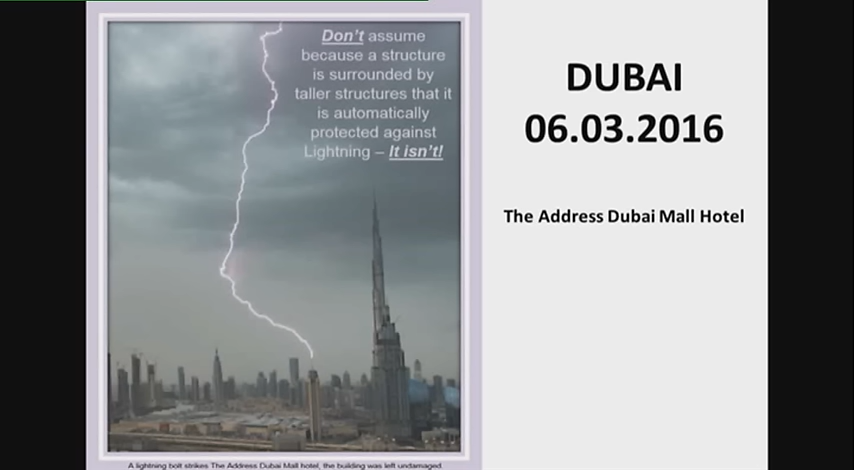 Don't assume
because a structure
is surrounded by
taller structures that it
is automatically
protected against
Lightning – It isn't!
A lightning bolt strikes The Address Dubai Mall hotel, the building was left undamaged.
DUBAI
06.03.2016
The Address Dubai Mall Hotel